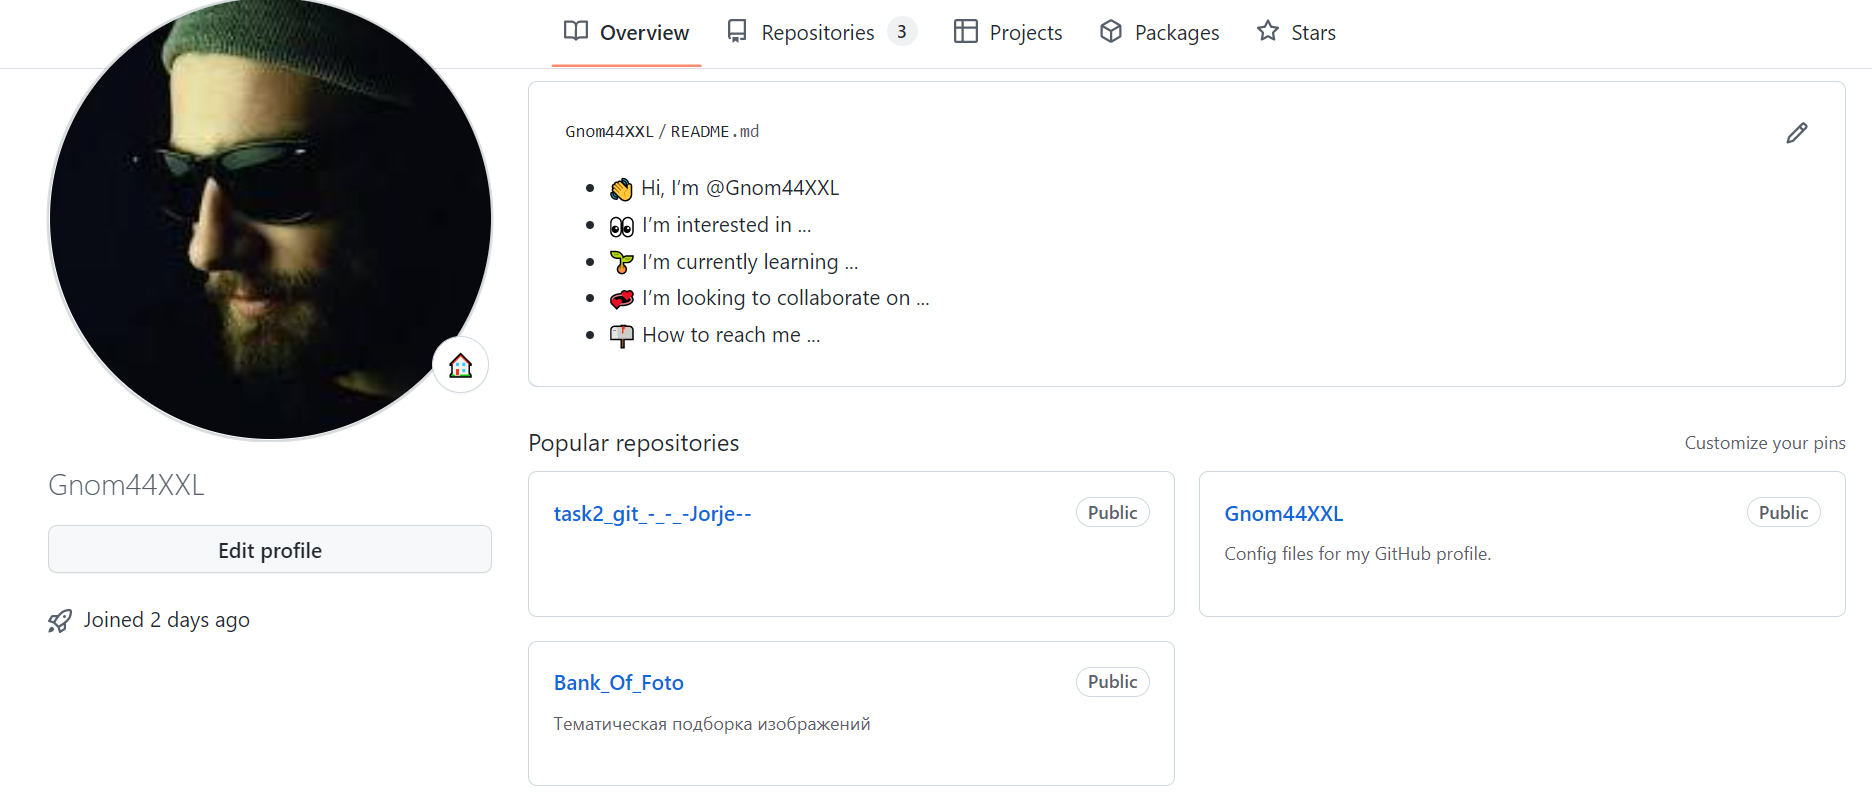 Overview Repositories 3 Projects Packages Stars
Gnom44XXL / README.md
👋 Hi, I’m @Gnom44XXL
👀 I’m interested in ...
🌱 I’m currently learning ...
💞️ I’m looking to collaborate on ...
📫 How to reach me ...
Gnom44XXL
Edit profile
Joined 2 days ago
Popular repositories
Customize your pins
task2_git_-_-_-Jorje--
Public
Gnom44XXL
Public
Config files for my GitHub profile.
Bank_Of_Foto
Public
Тематическая подборка изображений